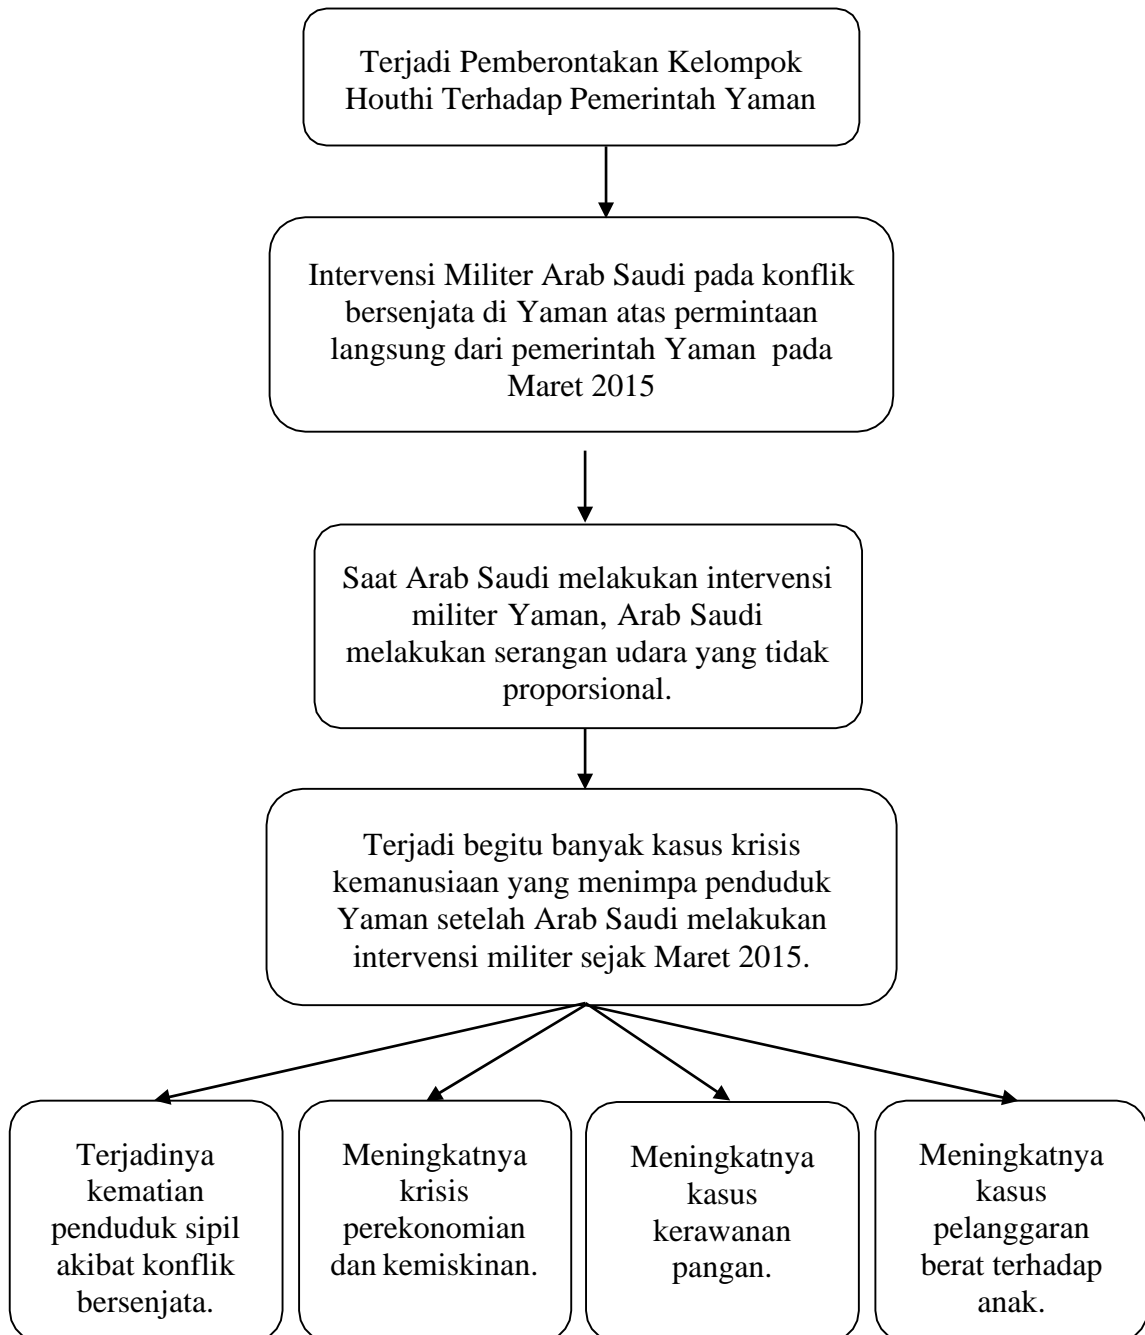 Terjadi Pemberontakan Kelompok
Houthi Terhadap Pemerintah Yaman
Intervensi Militer Arab Saudi pada konflik
bersenjata di Yaman atas permintaan
langsung dari pemerintah Yaman pada
Maret 2015
Saat Arab Saudi melakukan intervensi
militer Yaman, Arab Saudi
melakukan serangan udara yang tidak
proporsional.
Terjadi begitu banyak kasus krisis
kemanusiaan yang menimpa penduduk
Yaman setelah Arab Saudi melakukan
intervensi militer sejak Maret 2015.
Terjadinya
kematian
penduduk sipil
akibat konflik
bersenjata.
Meningkatnya
krisis
perekonomian
dan kemiskinan.
Meningkatnya
kasus
kerawanan
pangan.
Meningkatnya
kasus
pelanggaran
berat terhadap
anak.